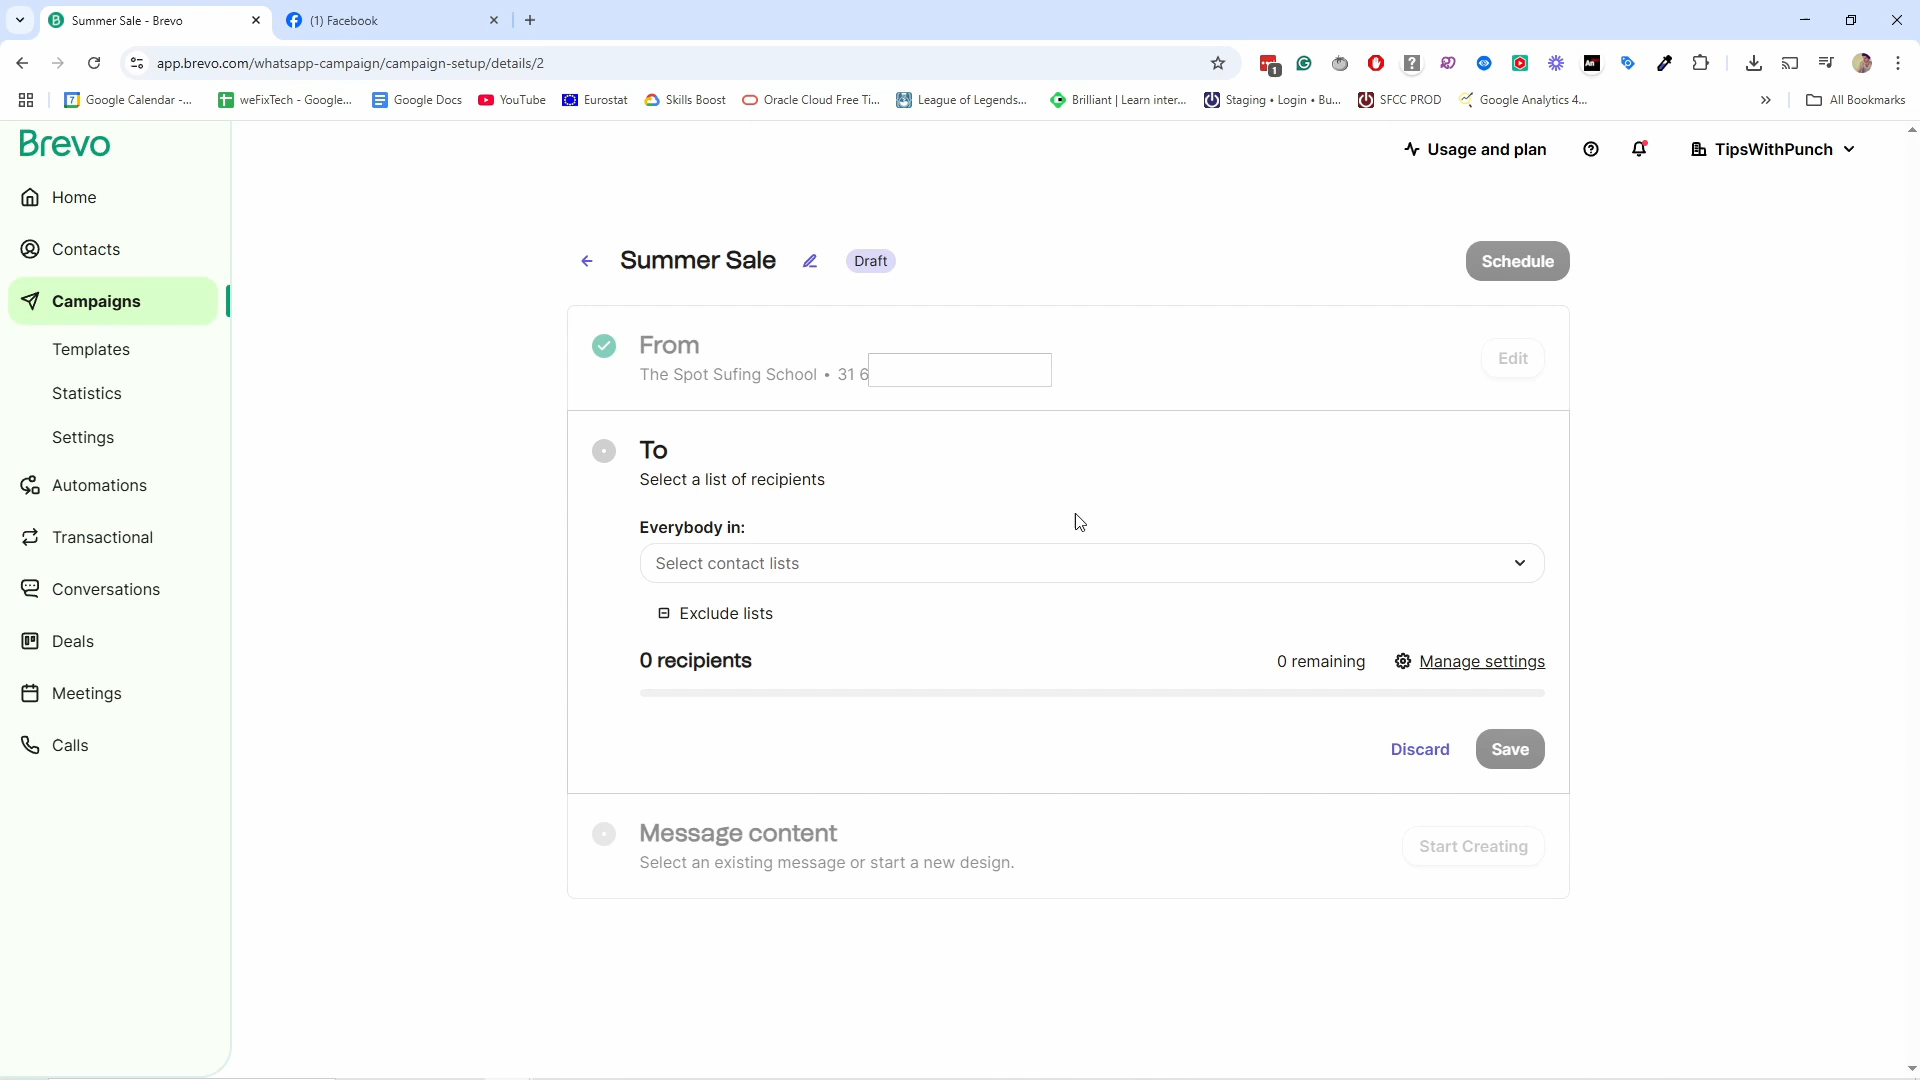 Summer Sale - Brevo
(1) Facebook
app.brevo.com/whatsapp-campaign/campaign-setup/details/2
1
Google Calendar -...
weFixTech - Google...
Google Docs
YouTube
Eurostat
Skills Boost
Oracle Cloud Free Ti...
League of Legends...
Brilliant | Learn inter...
Staging • Login • Bu...
SFCC PROD
Google Analytics 4...
All Bookmarks
Brevo
Usage and plan
TipsWithPunch
Home
Contacts
Campaigns
Templates
Statistics
Settings
Automations
Transactional
Conversations
Deals
Meetings
Calls
Summer Sale
Draft
Schedule
From
The Spot Sufing School • 31 6
Edit
To
Select a list of recipients
Everybody in:
Select contact lists
Exclude lists
0 recipients
0 remaining
Manage settings
Discard
Save
Message content
Select an existing message or start a new design.
Start Creating